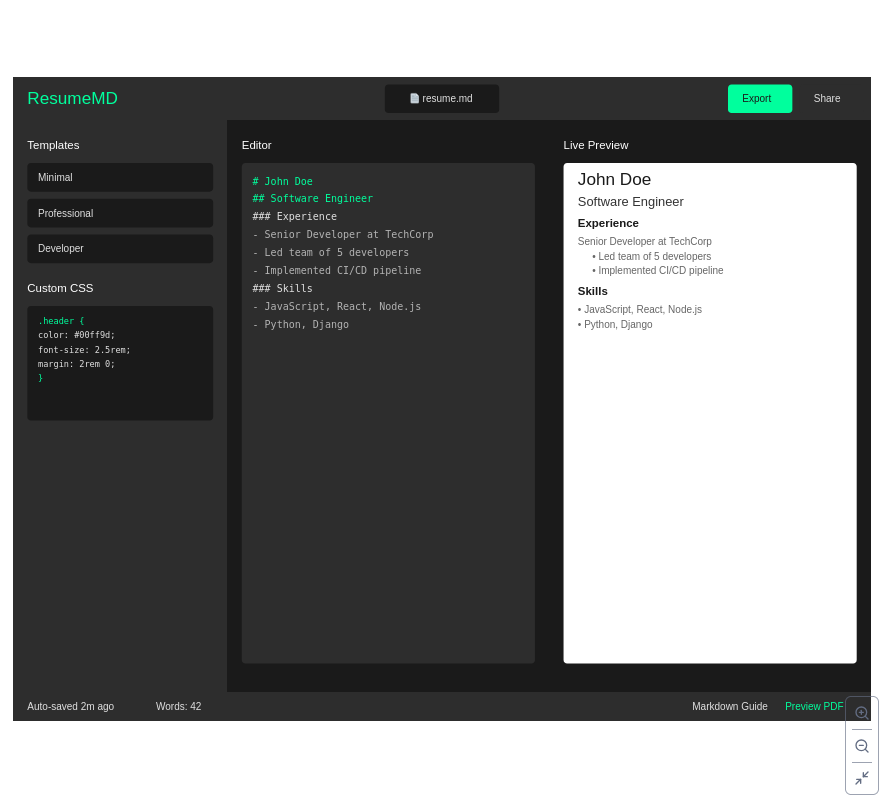 ResumeMD
📄 resume.md
Export
Share
Templates
Minimal
Professional
Developer
Custom CSS
.header {
color: #00ff9d;
font-size: 2.5rem;
margin: 2rem 0;
}
Editor
# John Doe
## Software Engineer
### Experience
- Senior Developer at TechCorp
- Led team of 5 developers
- Implemented CI/CD pipeline
### Skills
- JavaScript, React, Node.js
- Python, Django
Live Preview
John Doe
Software Engineer
Experience
Senior Developer at TechCorp
• Led team of 5 developers
• Implemented CI/CD pipeline
Skills
• JavaScript, React, Node.js
• Python, Django
Auto-saved 2m ago
Words: 42
Markdown Guide
Preview PDF